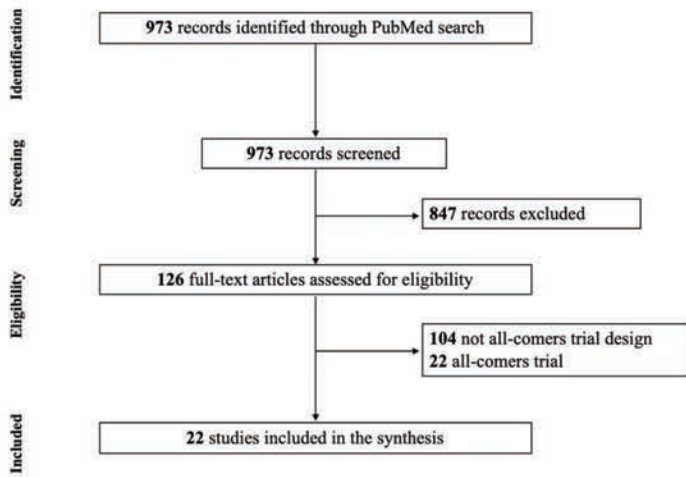 Identification
973 records identified through PubMed search
Screening
973 records screened
847 records excluded
Eligibility
126 full-text articles assessed for eligibility
104 not all-comers trial design
22 all-comers trial
Included
22 studies included in the synthesis